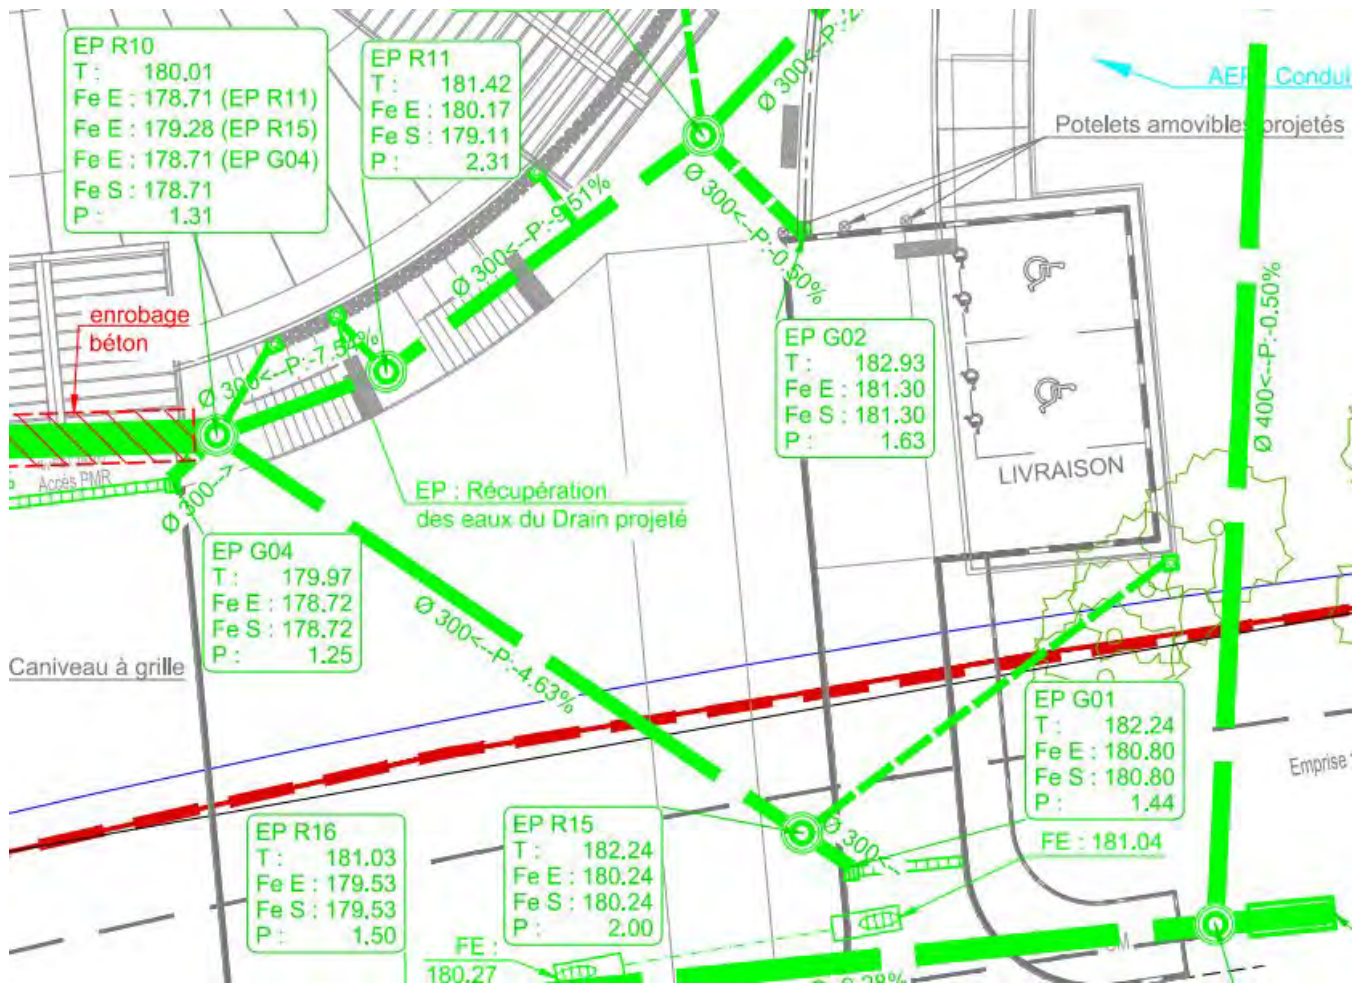 EP R10
T : 180.01
Fe E : 178.71 (EP R11)
Fe E : 179.28 (EP R15)
Fe E : 178.71 (EP G04)
Fe S : 178.71
P : 1.31
EP R11
T : 181.42
Fe E : 180.17
Fe S : 179.11
P : 2.31
Ø 300<--P:-2
AEP Condui
Potelets amovibles projetés
Ø 300<--P:-9.51%
Ø 300<--P:-0.50%
Ø 400<--P:-0.50%
enrobage
béton
Ø 300<--P:-7.54%
EP G02
T : 182.93
Fe E : 181.30
Fe S : 181.30
P : 1.63
LIVRAISON
Accès PMR
Ø 300-->
EP : Récupération
des eaux du Drain projeté
EP G04
T : 179.97
Fe E : 178.72
Fe S : 178.72
P : 1.25
Ø 300<--P:-4.63%
Caniveau à grille
EP G01
T : 182.24
Fe E : 180.80
Fe S : 180.80
P : 1.44
Emprise
EP R16
T : 181.03
Fe E : 179.53
Fe S : 179.53
P : 1.50
EP R15
T : 182.24
Fe E : 180.24
Fe S : 180.24
P : 2.00
Ø 300<--
FE : 181.04
FE :
180.27